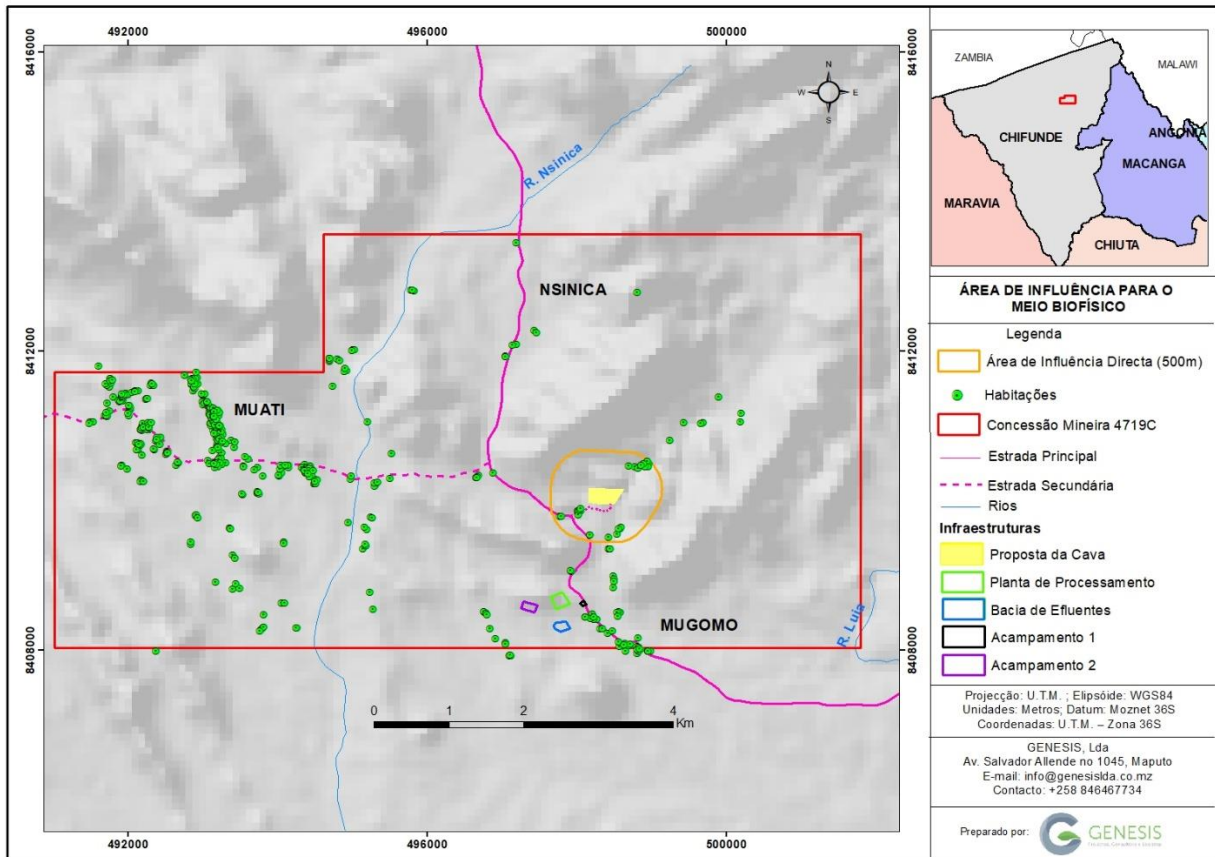 492000
496000
500000
8416000
8416000
N
W
E
S
R. Nsinica
NSINICA
8412000
8412000
MUATI
MUGOMO
R. Luia
8408000
8408000
0
1
2
4
Km
492000
496000
500000
ZAMBIA
MALAWI
CHIFUNDE
ANGONIA
MACANGA
MARAVIA
CHIUTA
ÁREA DE INFLUÊNCIA PARA O
MEIO BIOFÍSICO
Legenda
Área de Influência Directa (500m)
Habitações
Concessão Mineira 4719C
Estrada Principal
Estrada Secundária
Rios
Infraestruturas
Proposta da Cava
Planta de Processamento
Bacia de Efluentes
Acampamento 1
Acampamento 2
Projecção: U.T.M. ; Elipsóide: WGS84
Unidades: Metros; Datum: Moznet 36S
Coordenadas: U.T.M. – Zona 36S
GENESIS, Lda
Av. Salvador Allende no 1045, Maputo
E-mail: info@genesislda.co.mz
Contacto: +258 846467734
Preparado por:
GENESIS